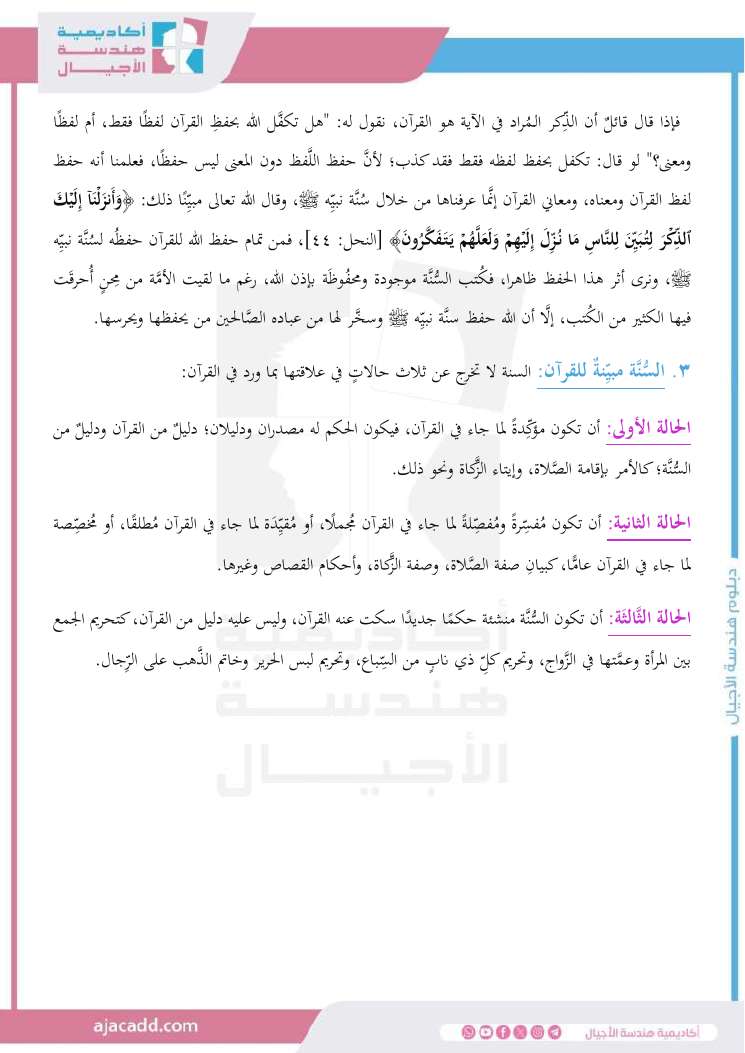 أكاديمية
هندسة
الأجيال
فإذا قال قائلٌ أن الذِّكر المُراد في الآية هو القرآن، نقول له: "هل تكفَّل الله بحفظِ القرآن لفظًا فقط، أم لفظًا
ومعنى؟" لو قال: تكفل بحفظ لفظه فقط فقد كذب؛ لأنَّ حفظ اللَّفظ دون المعنى ليس حفظًا، فعلمنا أنه حفظ
لفظ القرآن ومعناه، ومعاني القرآن إنَّما عرفناها من خلال سُنَّة نبيِّه ﷺ، وقال الله تعالى مبيِّنًا ذلك: ﴿وَأَنزَلْنَآ إِلَيْكَ
ٱلذِّكْرَ لِتُبَيِّنَ لِلنَّاسِ مَا نُزِّلَ إِلَيْهِمْ وَلَعَلَّهُمْ يَتَفَكَّرُونَ﴾ [النحل: ٤٤]، فمن تمام حفظ الله للقرآن حفظُه لسُنَّة نبيِّه
ﷺ، ونرى أثر هذا الحفظ ظاهرا، فكُتب السُّنَّة موجودة ومحفُوظَة بإذن الله، رغم ما لقيت الأمَّة من مِحنٍ أُحرقَت
فيها الكثير من الكُتب، إلَّا أن الله حفظ سنَّة نبيِّه ﷺ وسخَّر لها من عباده الصَّالحين من يحفظها ويحرسها.
٣. السُّنَّة مبيِّنةٌ للقرآن: السنة لا تخرج عن ثلاث حالاتٍ في علاقتها بما ورد في القرآن:
الحالة الأولى: أن تكون مؤكِّدةً لما جاء في القرآن، فيكون الحكم له مصدران ودليلان؛ دليلٌ من القرآن ودليلٌ من
السُّنَّة؛ كالأمر بإقامة الصَّلاة، وإيتاء الزَّكاة ونحو ذلك.
الحالة الثانية: أن تكون مُفسِّرةً ومُفصِّلةً لما جاء في القرآن مُجملًا، أو مُقيِّدَة لما جاء في القرآن مُطلقًا، أو مُخصِّصة
لما جاء في القرآن عامًّا، كبيانِ صفة الصَّلاة، وصفة الزَّكاة، وأحكام القصاص وغيرها.
الحالة الثَّالثَة: أن تكون السُّنَّة منشئة حكمًا جديدًا سكت عنه القرآن، وليس عليه دليل من القرآن، كتحريم الجمع
بين المرأة وعمَّتها في الزَّواج، وتحريم كلّ ذي نابٍ من السِّباع، وتحريم لبس الحرير وخاتم الذَّهب على الرِّجال.
أكاديمية
هندسة
الأجيال
دبلوم هندسة الأجيال
ajacadd.com
أكاديمية هندسة الأجيال